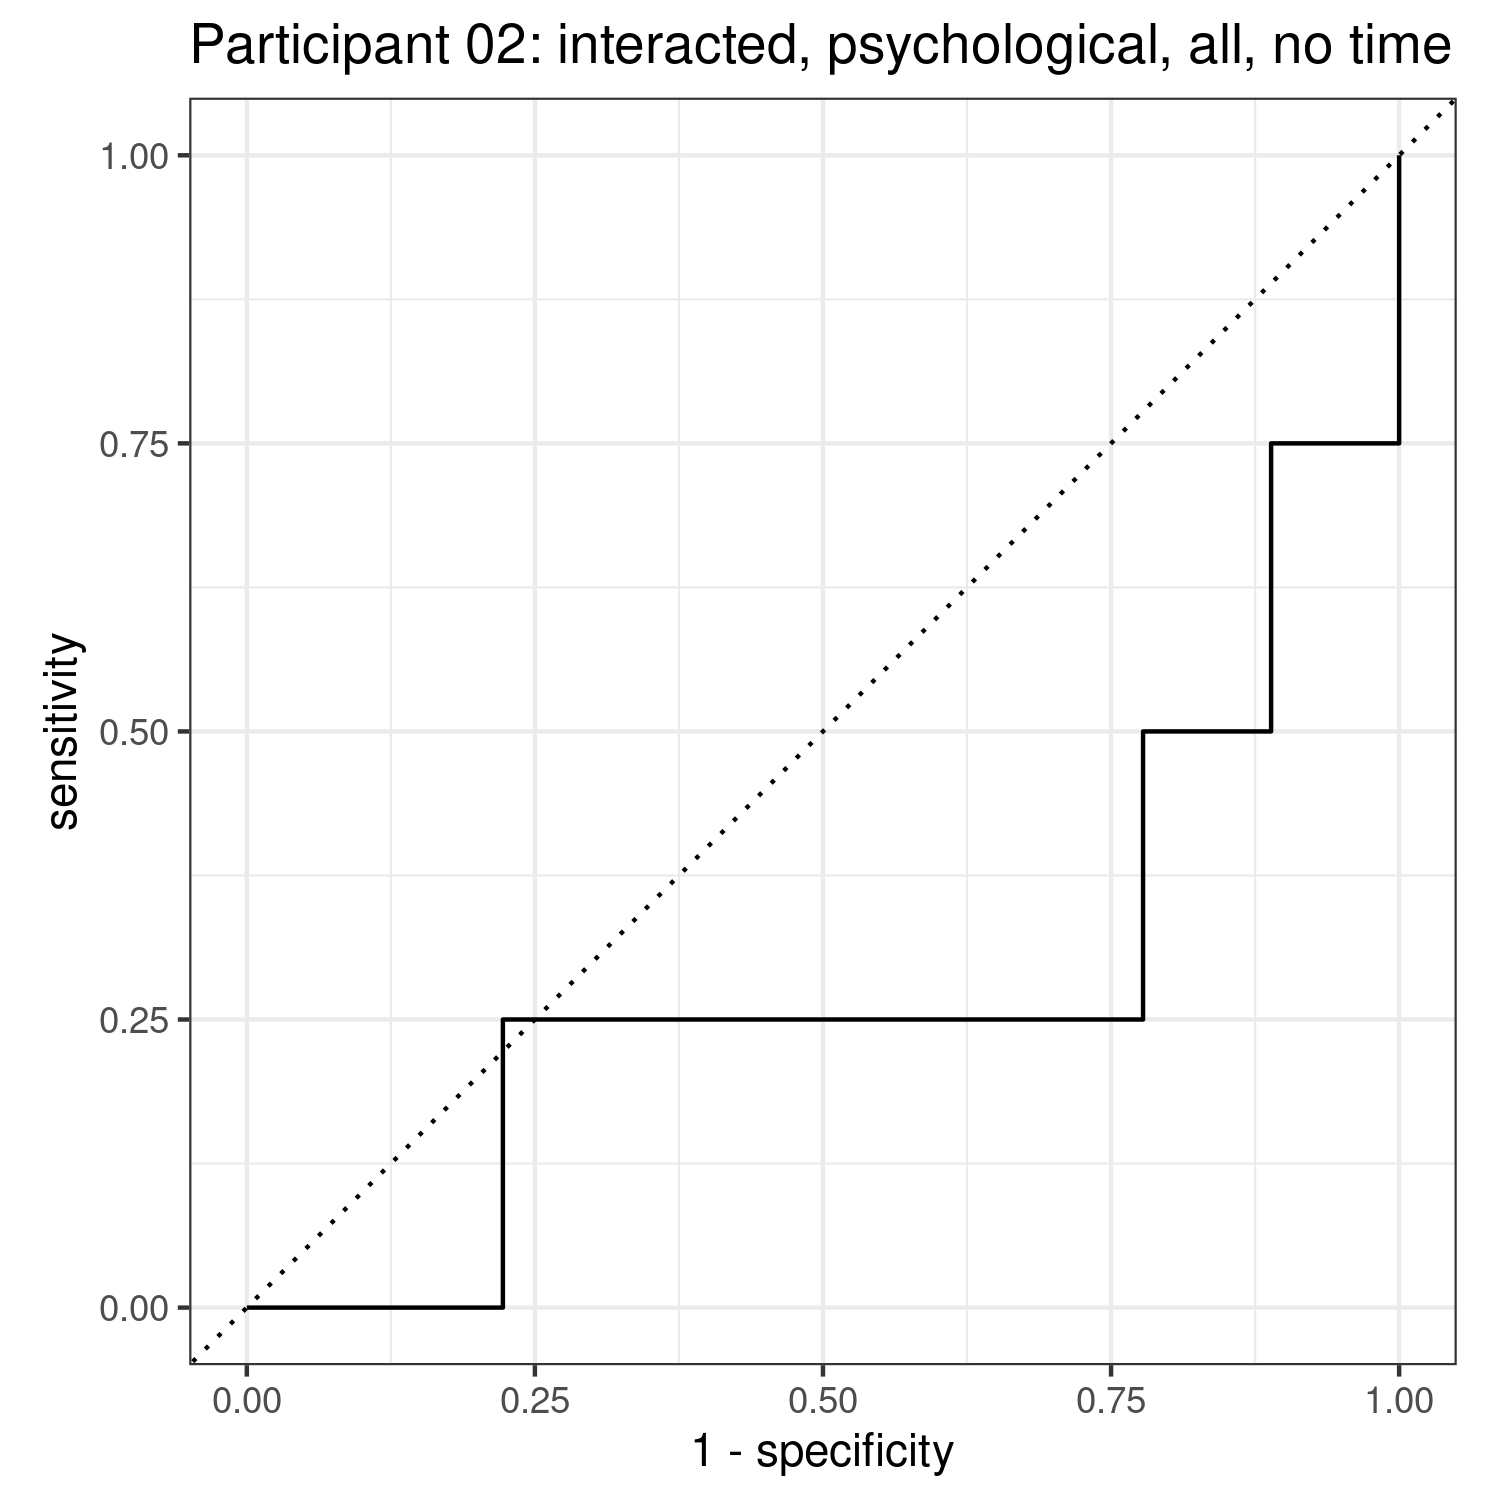 Participant 02: interacted, psychological, all, no time
1.00
0.75
0.50
0.25
0.00
sensitivity
0.00 0.25 0.50 0.75 1.00
1 - specificity